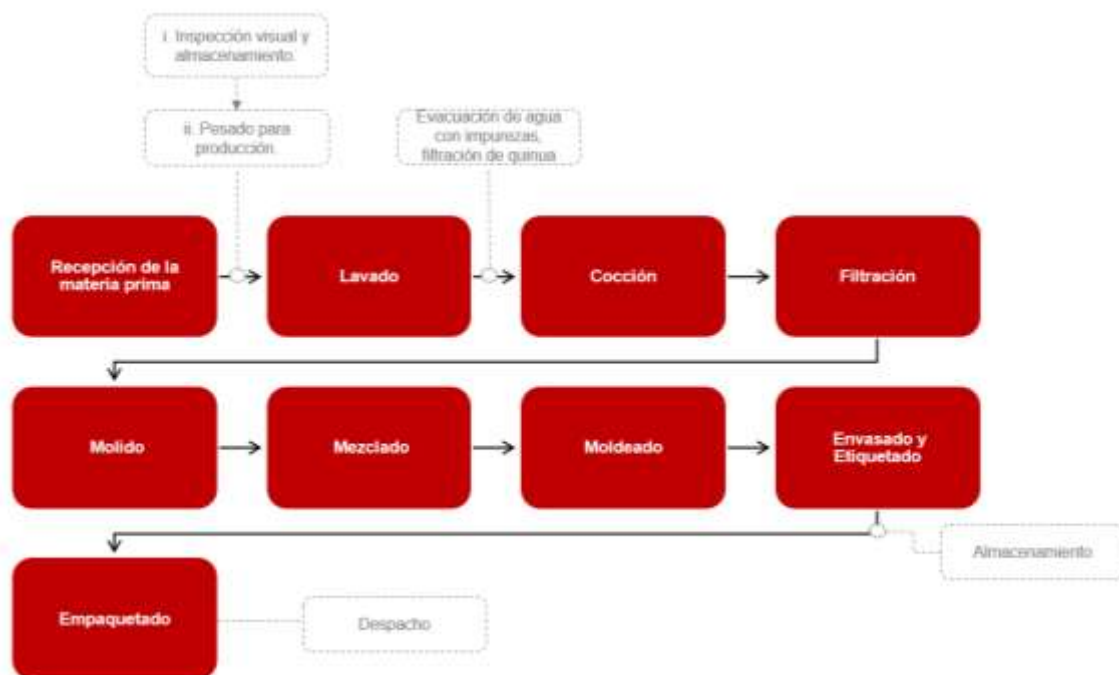 i. Inspección visual y
almacenamiento.
ii. Pesado para
producción.
Evacuación de agua
con impurezas,
filtración de quinua
Recepción de la
materia prima
Lavado
Cocción
Filtración
Molido
Mezclado
Moldeado
Envasado y
Etiquetado
Almacenamiento
Empaquetado
Despacho